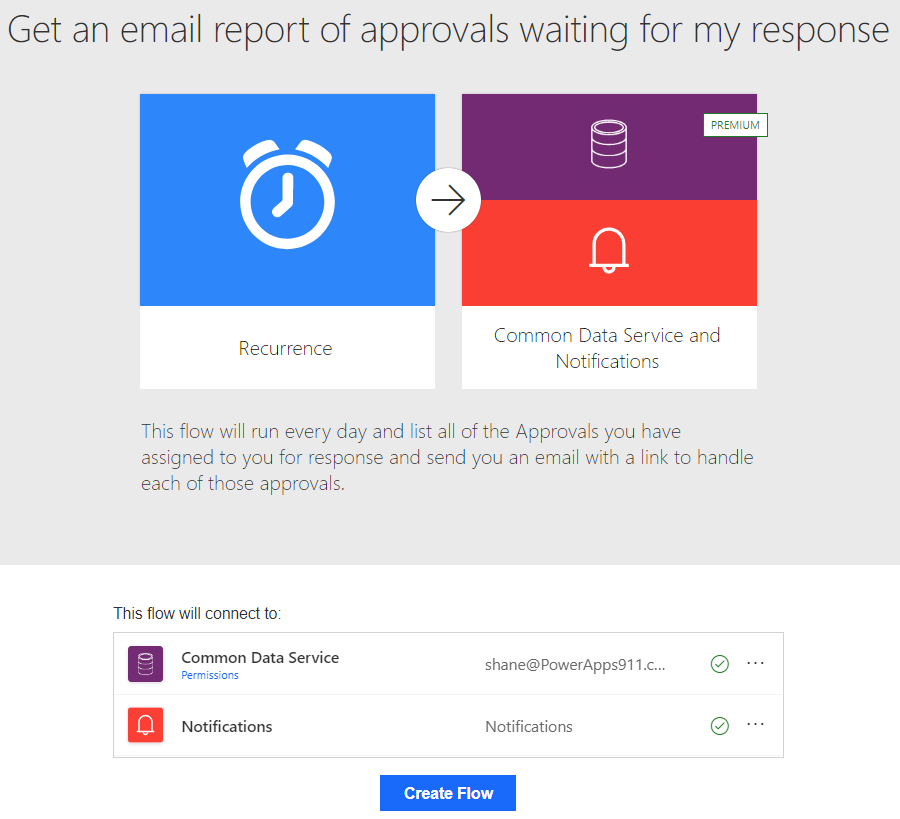 Get an email report of approvals waiting for my response
PREMIUM
Recurrence
Common Data Service and
Notifications
This flow will run every day and list all of the Approvals you have
assigned to you for response and send you an email with a link to handle
each of those approvals.
This flow will connect to:
Common Data Service
Permissions
shane@PowerApps911.c...
Notifications
Notifications
Create Flow